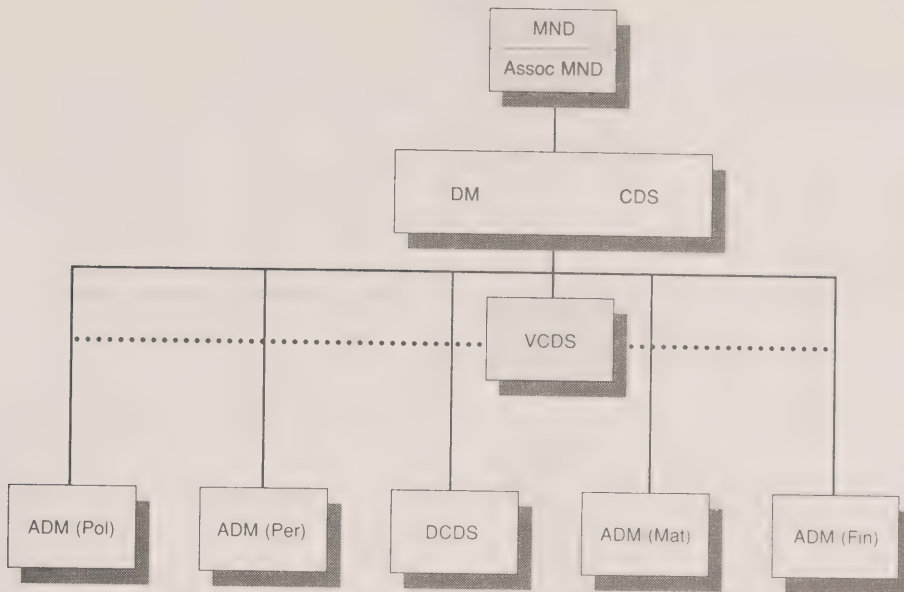 MND
Assoc MND
DM CDS
VCDS
ADM (Pol) ADM (Per) DCDS ADM (Mat) ADM (Fin)